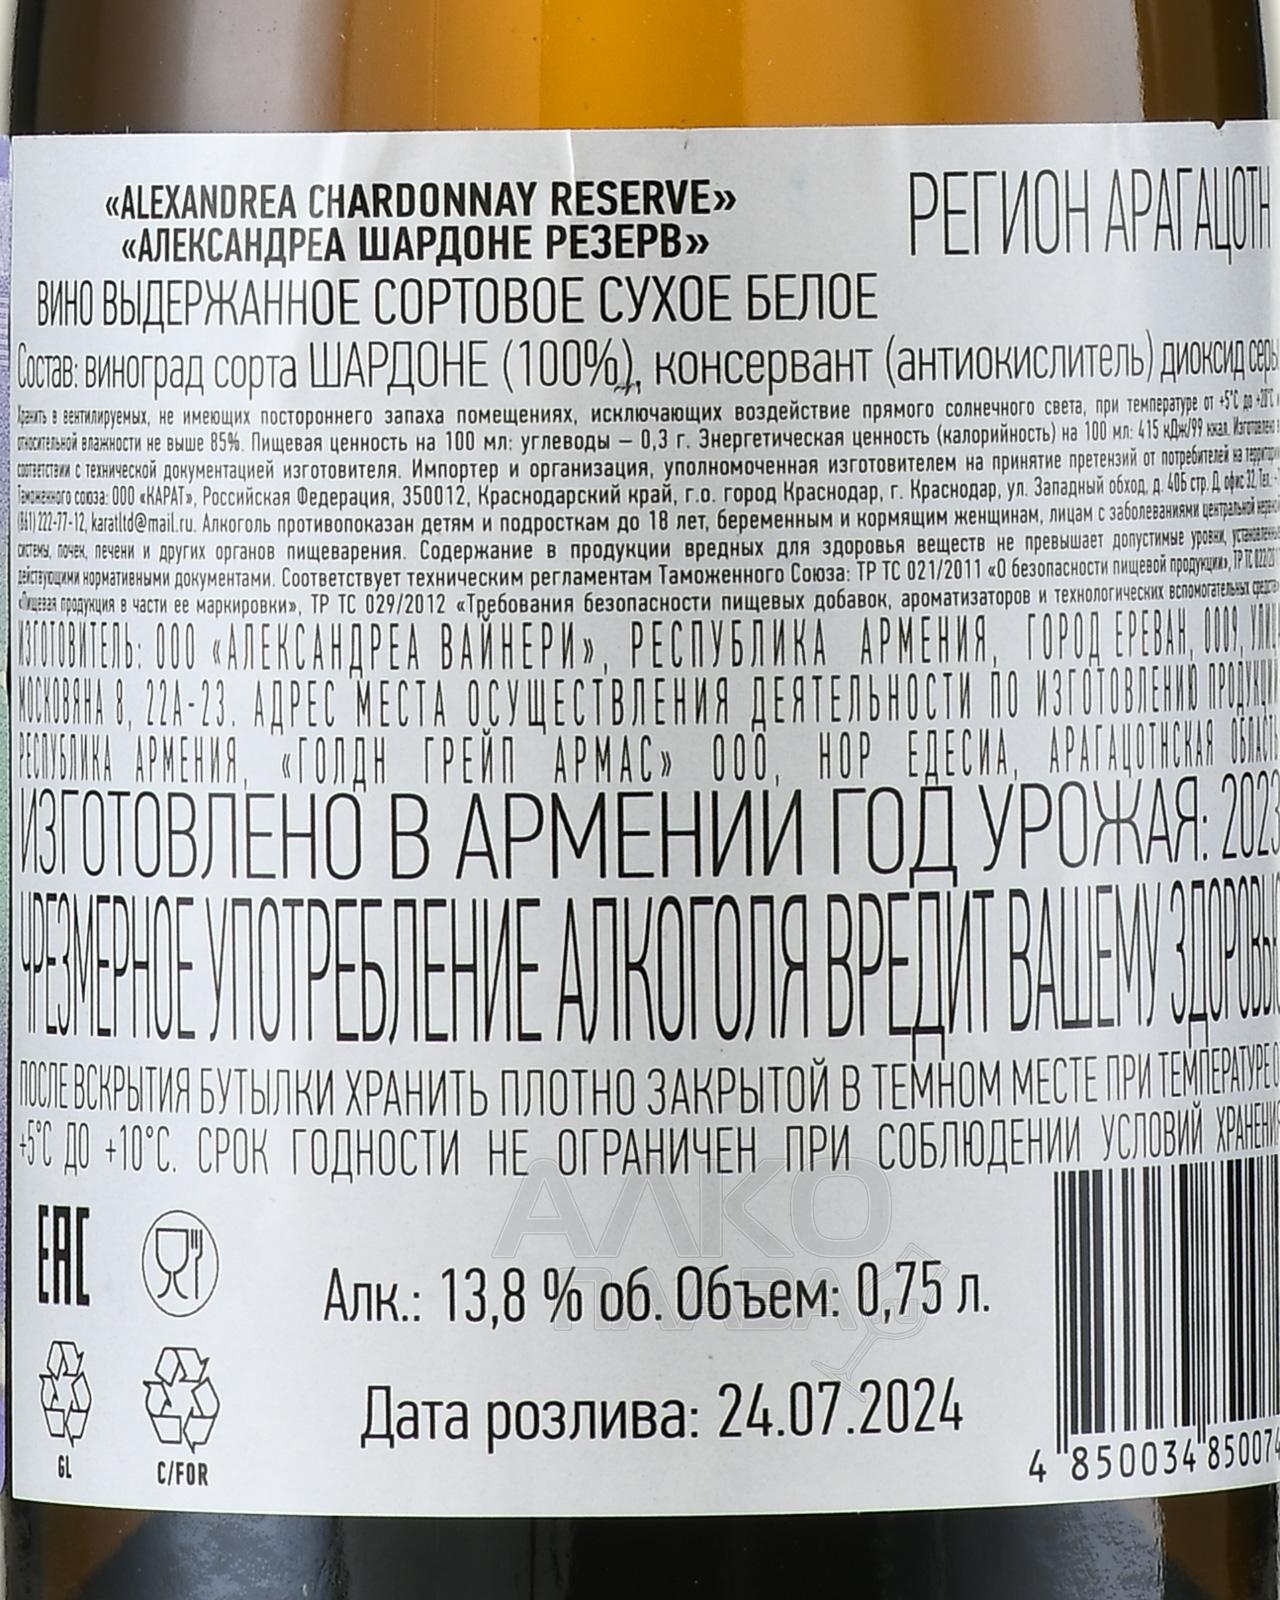 «ALEXANDREA CHARDONNAY RESERVE»
«АЛЕКСАНДРЕА ШАРДОНЕ РЕЗЕРВ»
РЕГИОН АРАГАЦОТН
ВИНО ВЫДЕРЖАННОЕ СОРТОВОЕ СУХОЕ БЕЛОЕ
Состав: виноград сорта ШАРДОНЕ (100%), консервант (антиокислитель) диоксид серы
Хранить в вентилируемых, не имеющих постороннего запаха помещениях, исключающих воздействие прямого солнечного света, при температуре от +5°С до +20°С и
относительной влажности не выше 85%. Пищевая ценность на 100 мл: углеводы – 0,3 г. Энергетическая ценность (калорийность) на 100 мл: 415 кДж/99 ккал. Изготовлено в
соответствии с технической документацией изготовителя. Импортер и организация, уполномоченная изготовителем на принятие претензий от потребителей на территории
Таможенного союза: ООО «КАРАТ», Российская Федерация, 350012, Краснодарский край, г.о. город Краснодар, г. Краснодар, ул. Западный обход, д. 40Б стр. Д, офис 32, Тел.:
(861) 222-77-12, karatltd@mail.ru. Алкоголь противопоказан детям и подросткам до 18 лет, беременным и кормящим женщинам, лицам с заболеваниями центральной нервной
системы, почек, печени и других органов пищеварения. Содержание в продукции вредных для здоровья веществ не превышает допустимые уровни, установленные
действующими нормативными документами. Соответствует техническим регламентам Таможенного Союза: ТР ТС 021/2011 «О безопасности пищевой продукции», ТР ТС 022/2011
«Пищевая продукция в части ее маркировки», ТР ТС 029/2012 «Требования безопасности пищевых добавок, ароматизаторов и технологических вспомогательных средств»
ИЗГОТОВИТЕЛЬ: ООО «АЛЕКСАНДРЕА ВАЙНЕРИ», РЕСПУБЛИКА АРМЕНИЯ, ГОРОД ЕРЕВАН, 0009, УЛИЦА
МОСКОВЯНА 8, 22А-23. АДРЕС МЕСТА ОСУЩЕСТВЛЕНИЯ ДЕЯТЕЛЬНОСТИ ПО ИЗГОТОВЛЕНИЮ ПРОДУКЦИИ
РЕСПУБЛИКА АРМЕНИЯ, «ГОЛДН ГРЕЙП АРМАС» ООО, НОР ЕДЕСИА, АРАГАЦОТНСКАЯ ОБЛАСТЬ
ИЗГОТОВЛЕНО В АРМЕНИИ ГОД УРОЖАЯ: 2023
ЧРЕЗМЕРНОЕ УПОТРЕБЛЕНИЕ АЛКОГОЛЯ ВРЕДИТ ВАШЕМУ ЗДОРОВЬЮ
ПОСЛЕ ВСКРЫТИЯ БУТЫЛКИ ХРАНИТЬ ПЛОТНО ЗАКРЫТОЙ В ТЕМНОМ МЕСТЕ ПРИ ТЕМПЕРАТУРЕ О
+5°С ДО +10°С. СРОК ГОДНОСТИ НЕ ОГРАНИЧЕН ПРИ СОБЛЮДЕНИИ УСЛОВИЙ ХРАНЕНИЯ
EAC
Алк.: 13,8 % об. Объем: 0,75 л.
АЛКО
ПЛАЗА
Дата розлива: 24.07.2024
GL
C/FOR
4 850034 850074